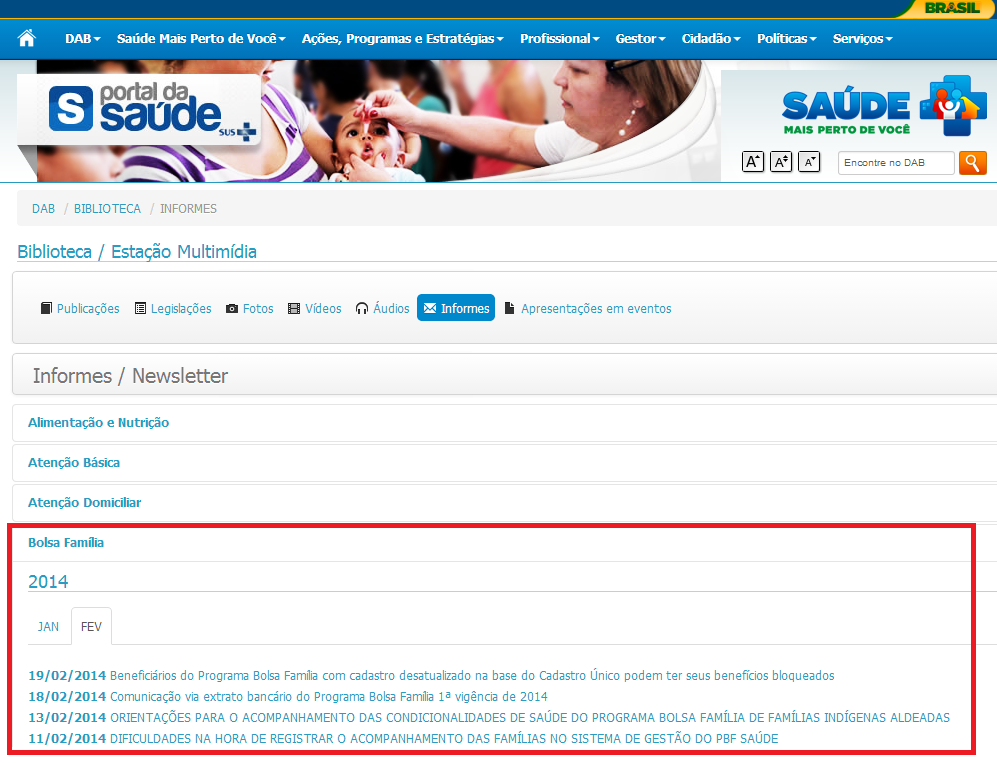 BRASIL
DAB Saúde Mais Perto de Você Ações, Programas e Estratégias Profissional Gestor Cidadão Políticas Serviços
S portal da saúde SUS
SAÚDE
MAIS PERTO DE VOCÊ
A A A Encontre no DAB
DAB / BIBLIOTECA / INFORMES
Biblioteca / Estação Multimídia
Publicações Legislações Fotos Vídeos Áudios Informes Apresentações em eventos
Informes / Newsletter
Alimentação e Nutrição
Atenção Básica
Atenção Domiciliar
Bolsa Família
2014
JAN FEV
19/02/2014 Beneficiários do Programa Bolsa Família com cadastro desatualizado na base do Cadastro Único podem ter seus benefícios bloqueados
18/02/2014 Comunicação via extrato bancário do Programa Bolsa Família 1ª vigência de 2014
13/02/2014 ORIENTAÇÕES PARA O ACOMPANHAMENTO DAS CONDICIONALIDADES DE SAÚDE DO PROGRAMA BOLSA FAMÍLIA DE FAMÍLIAS INDÍGENAS ALDEADAS
11/02/2014 DIFICULDADES NA HORA DE REGISTRAR O ACOMPANHAMENTO DAS FAMÍLIAS NO SISTEMA DE GESTÃO DO PBF SAÚDE